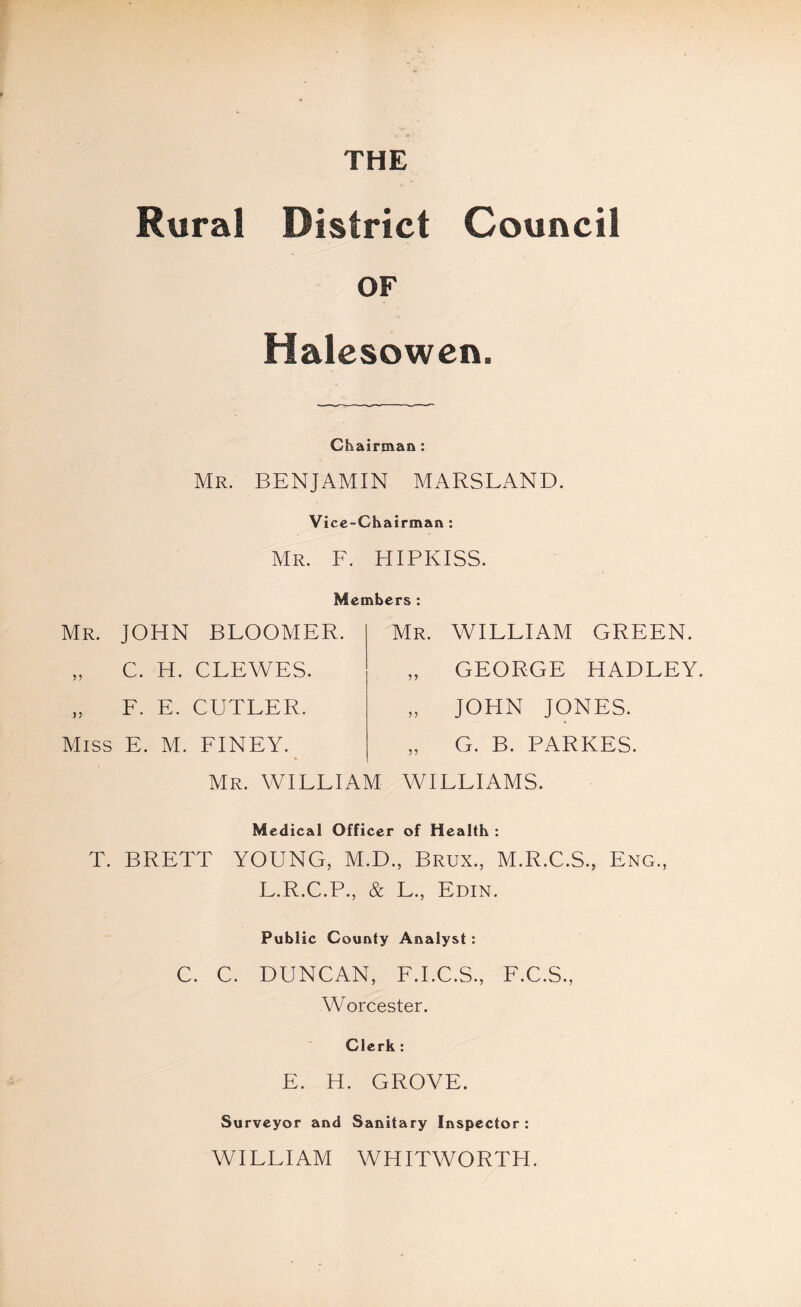 THE
Rural District Council
OF
Halesowen.
Chairman :
MR. BENJAMIN MARSLAND.
Vice-Chairman :
MR. F. HIPKISS.
Members :
MR. JOHN BLOOMER.
„ C. H. CLEWES.
„ F. E. CUTLER.
MISS E. M. FINEY.
MR. WILLIAM GREEN.
„ GEORGE HADLEY.
„ JOHN JONES.
„ G. B. PARKES.
MR. WILLIAM WILLIAMS.
Medical Officer of Health :
T. BRETT YOUNG, M.D., BRUX., M.R.C.S., ENG.,
L.R.C.P., & L., EDIN.
Public County Analyst :
C. C. DUNCAN, F.I.C.S., F.C.S.,
Worcester.
Clerk :
E. H. GROVE.
Surveyor and Sanitary Inspector :
WILLIAM WHITWORTH.